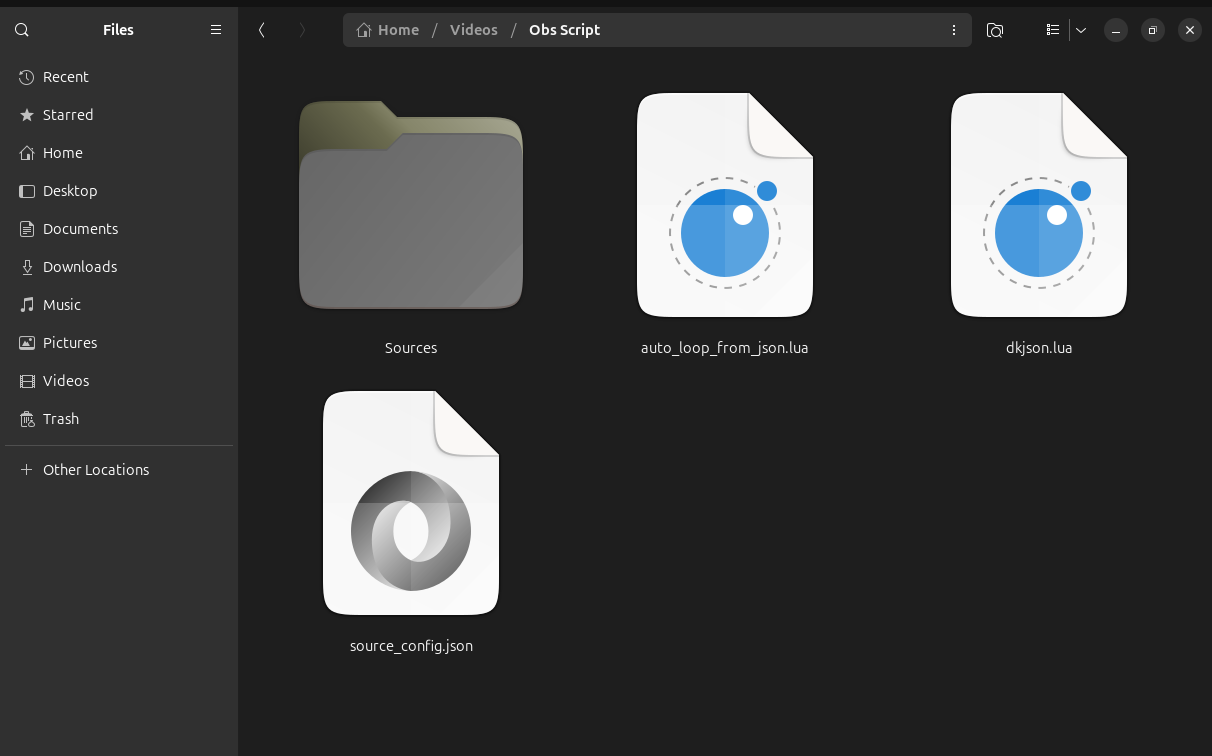 Files
Home / Videos / Obs Script
Recent
Starred
Home
Desktop
Documents
Downloads
Music
Pictures
Videos
Trash
Other Locations
Sources
auto_loop_from_json.lua
dkjson.lua
source_config.json